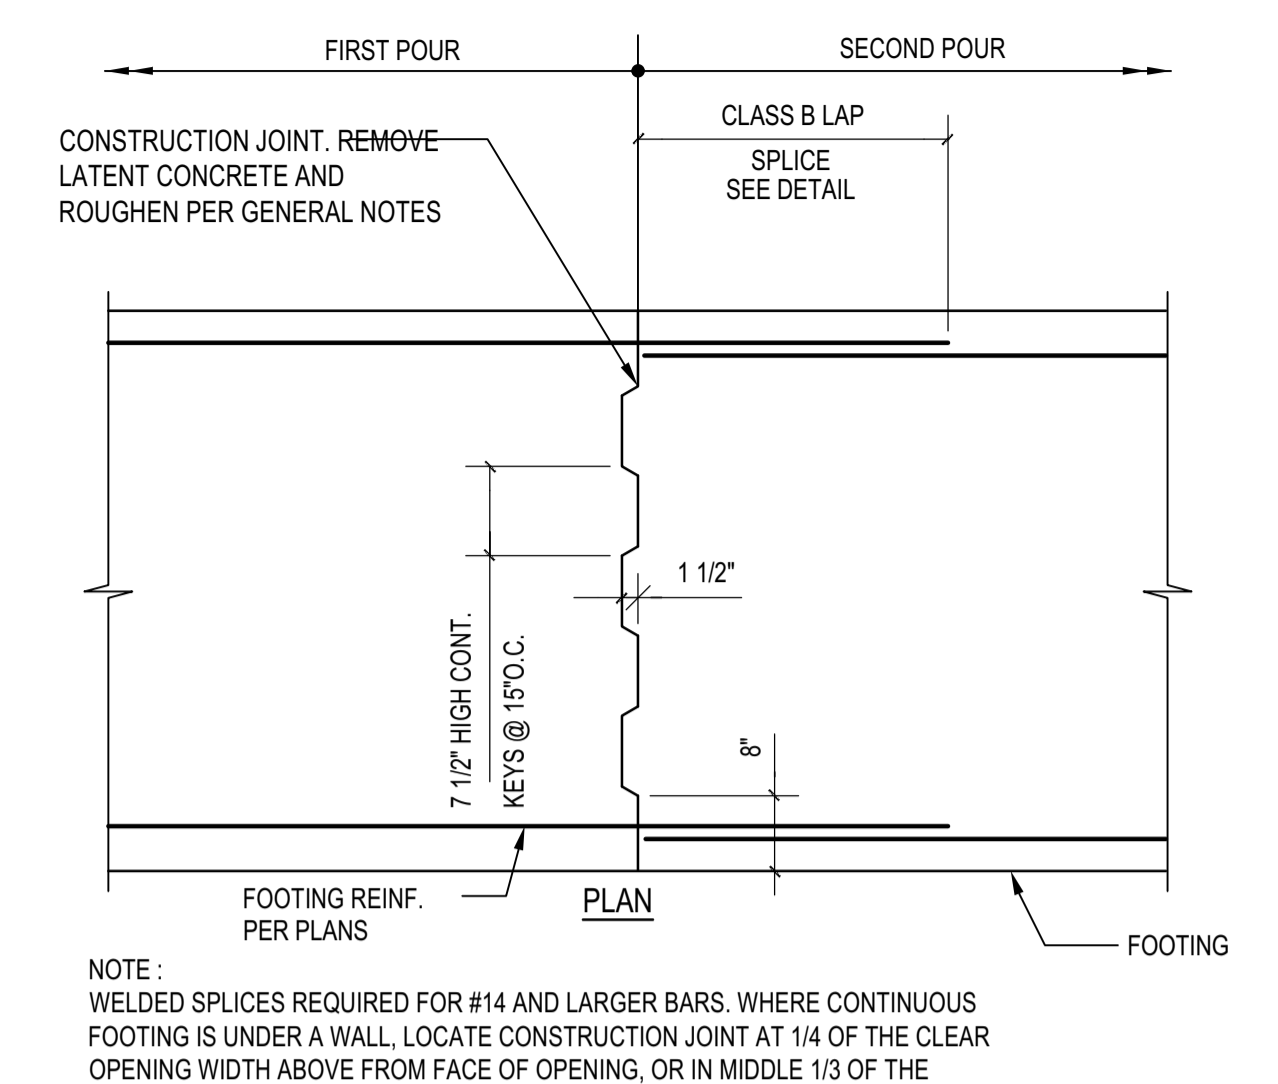 FIRST POUR
SECOND POUR
CLASS B LAP
SPLICE
SEE DETAIL
CONSTRUCTION JOINT. REMOVE
LATENT CONCRETE AND
ROUGHEN PER GENERAL NOTES
1 1/2"
7 1/2" HIGH CONT.
KEYS @ 15"O.C.
8"
FOOTING REINF.
PER PLANS
PLAN
FOOTING
NOTE :
WELDED SPLICES REQUIRED FOR #14 AND LARGER BARS. WHERE CONTINUOUS
FOOTING IS UNDER A WALL, LOCATE CONSTRUCTION JOINT AT 1/4 OF THE CLEAR
OPENING WIDTH ABOVE FROM FACE OF OPENING, OR IN MIDDLE 1/3 OF THE